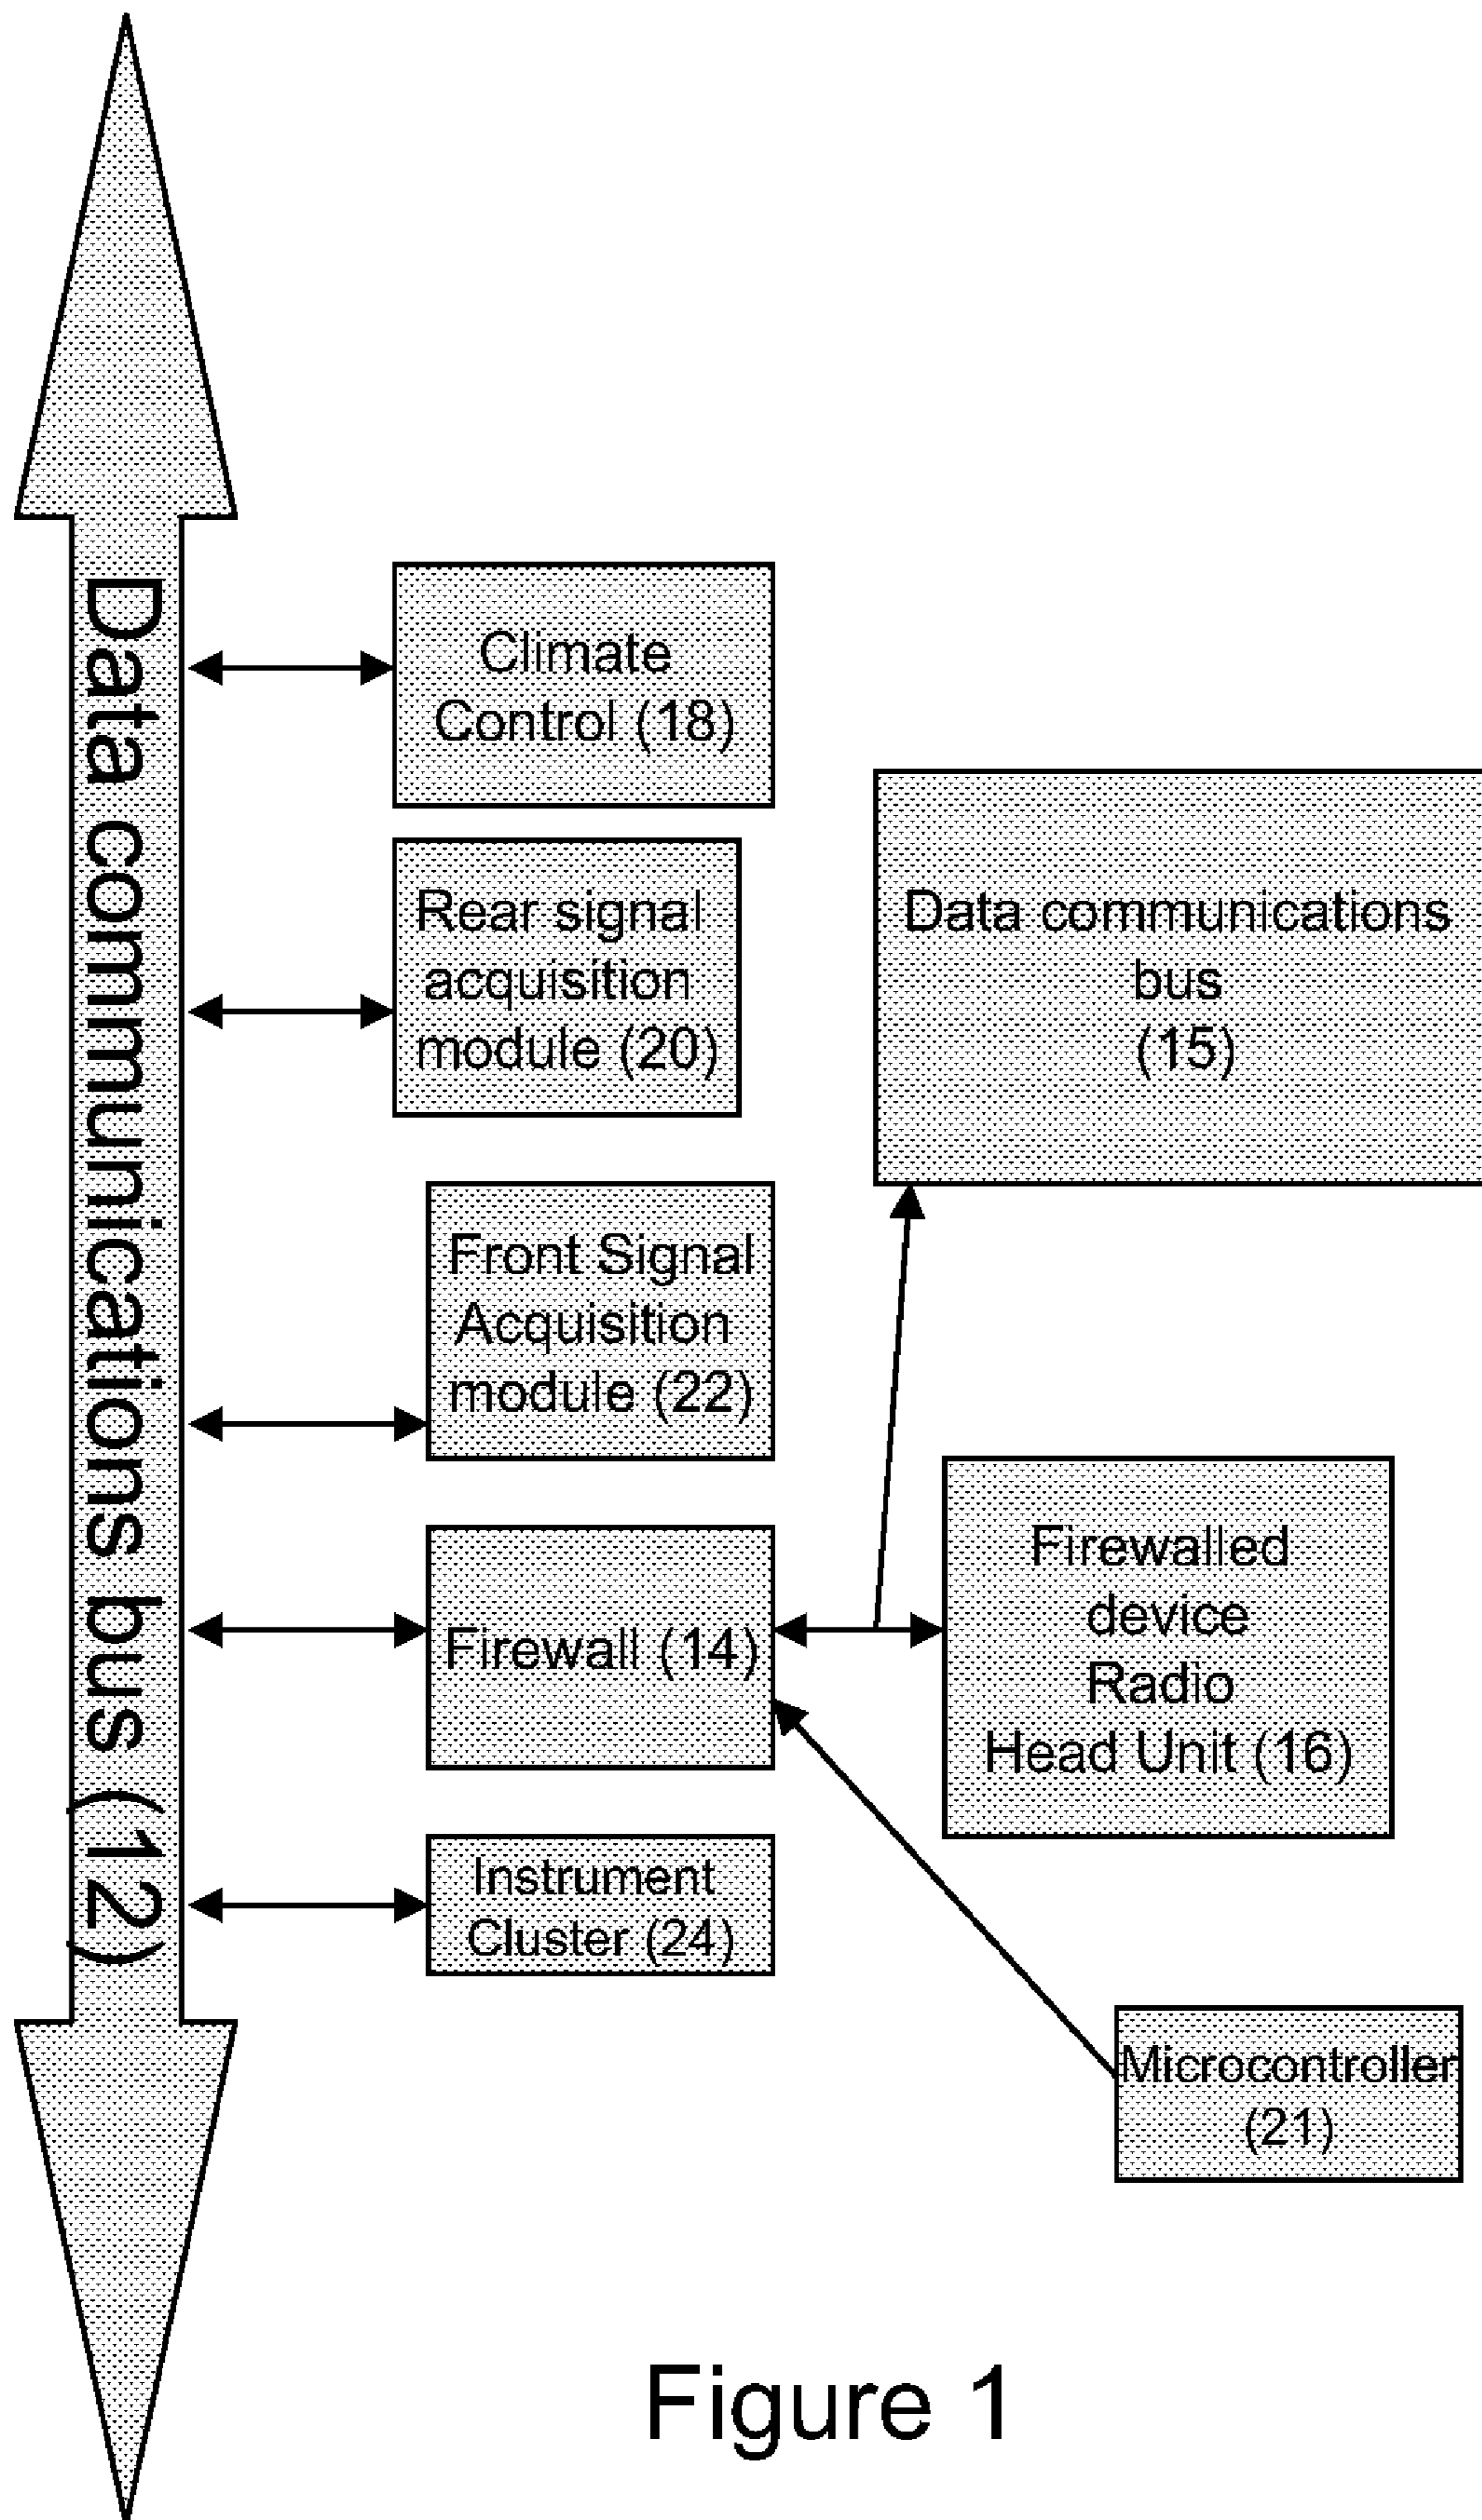 Data communications bus (12)
Climate
Control (18)
Rear signal
acquisition
module (20)
Data communications
bus
(15)
Front Signal
Acquisition
module (22)
Firewall (14)
Firewalled
device
Radio
Head Unit (16)
Instrument
Cluster (24)
Microcontroller
(21)
Figure 1